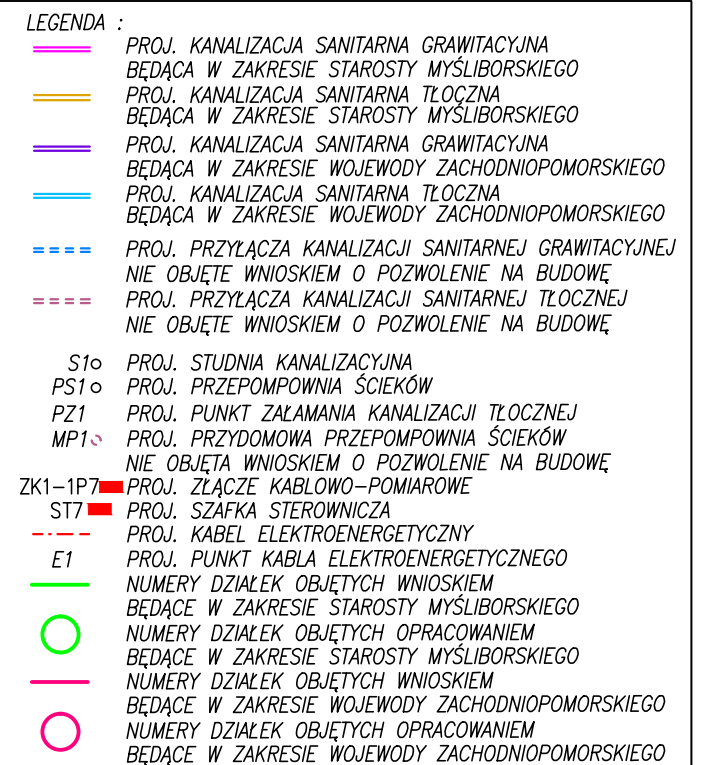 LEGENDA :
PROJ. KANALIZACJA SANITARNA GRAWITACYJNA
BĘDĄCA W ZAKRESIE STAROSTY MYŚLIBORSKIEGO
PROJ. KANALIZACJA SANITARNA TŁOCZNA
BĘDĄCA W ZAKRESIE STAROSTY MYŚLIBORSKIEGO
PROJ. KANALIZACJA SANITARNA GRAWITACYJNA
BĘDĄCA W ZAKRESIE WOJEWODY ZACHODNIOPOMORSKIEGO
PROJ. KANALIZACJA SANITARNA TŁOCZNA
BĘDĄCA W ZAKRESIE WOJEWODY ZACHODNIOPOMORSKIEGO
PROJ. PRZYŁĄCZA KANALIZACJI SANITARNEJ GRAWITACYJNEJ
NIE OBJĘTE WNIOSKIEM O POZWOLENIE NA BUDOWĘ
PROJ. PRZYŁĄCZA KANALIZACJI SANITARNEJ TŁOCZNEJ
NIE OBJĘTE WNIOSKIEM O POZWOLENIE NA BUDOWĘ
S1 PROJ. STUDNIA KANALIZACYJNA
PS1 PROJ. PRZEPOMPOWNIA ŚCIEKÓW
PZ1 PROJ. PUNKT ZAŁAMANIA KANALIZACJI TŁOCZNEJ
MP1 PROJ. PRZYDOMOWA PRZEPOMPOWNIA ŚCIEKÓW
NIE OBJĘTA WNIOSKIEM O POZWOLENIE NA BUDOWĘ
ZK1-1P7 PROJ. ZŁĄCZE KABLOWO-POMIAROWE
ST7 PROJ. SZAFKA STEROWNICZA
PROJ. KABEL ELEKTROENERGETYCZNY
E1 PROJ. PUNKT KABLA ELEKTROENERGETYCZNEGO
NUMERY DZIAŁEK OBJĘTYCH WNIOSKIEM
BĘDĄCE W ZAKRESIE STAROSTY MYŚLIBORSKIEGO
NUMERY DZIAŁEK OBJĘTYCH OPRACOWANIEM
BĘDĄCE W ZAKRESIE STAROSTY MYŚLIBORSKIEGO
NUMERY DZIAŁEK OBJĘTYCH WNIOSKIEM
BĘDĄCE W ZAKRESIE WOJEWODY ZACHODNIOPOMORSKIEGO
NUMERY DZIAŁEK OBJĘTYCH OPRACOWANIEM
BĘDĄCE W ZAKRESIE WOJEWODY ZACHODNIOPOMORSKIEGO